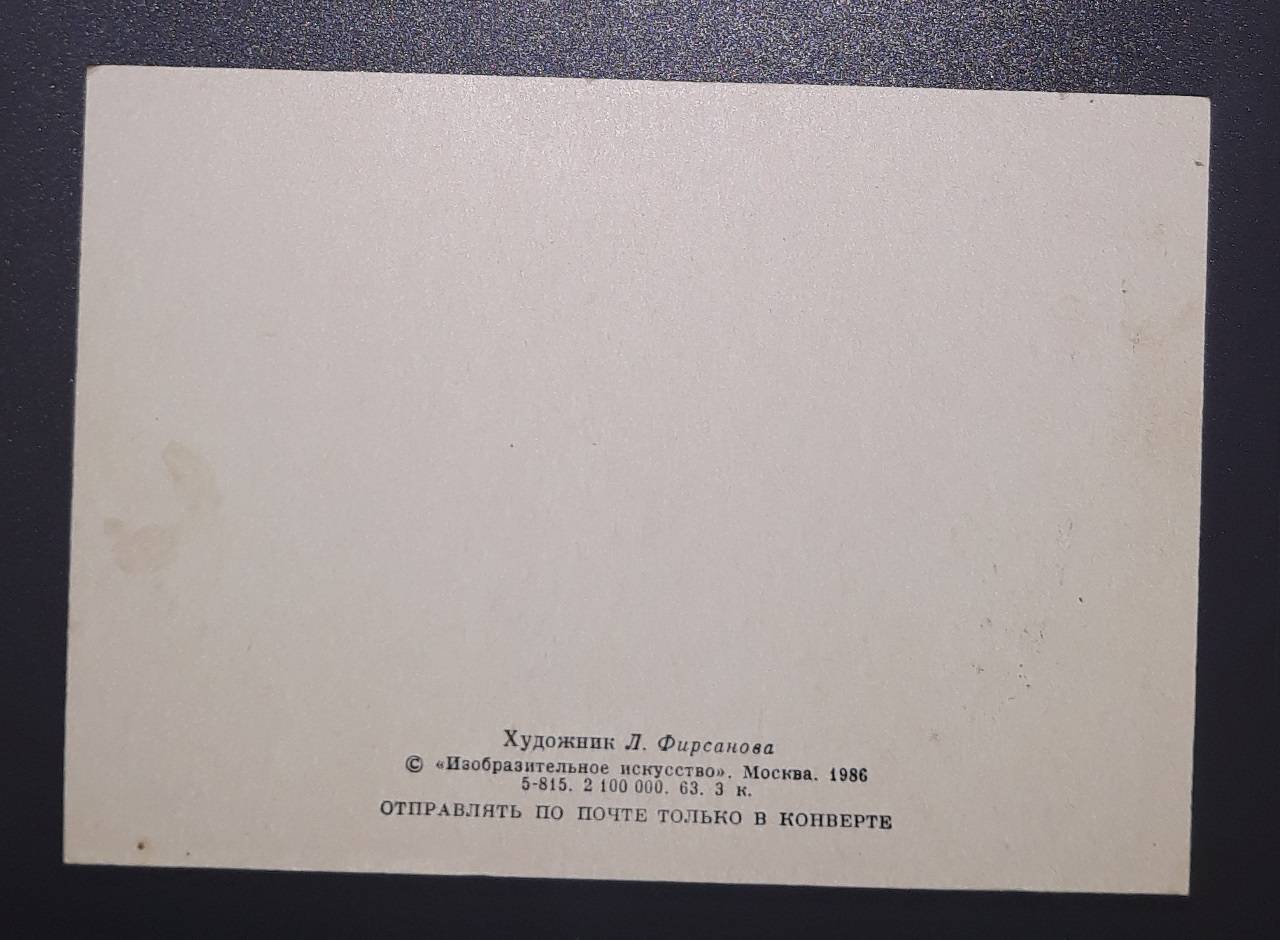 Художник Л. Фирсанова
© «Изобразительное искусство». Москва. 1986
5-815. 2 100 000. 63. 3 к.
ОТПРАВЛЯТЬ ПО ПОЧТЕ ТОЛЬКО В КОНВЕРТЕ